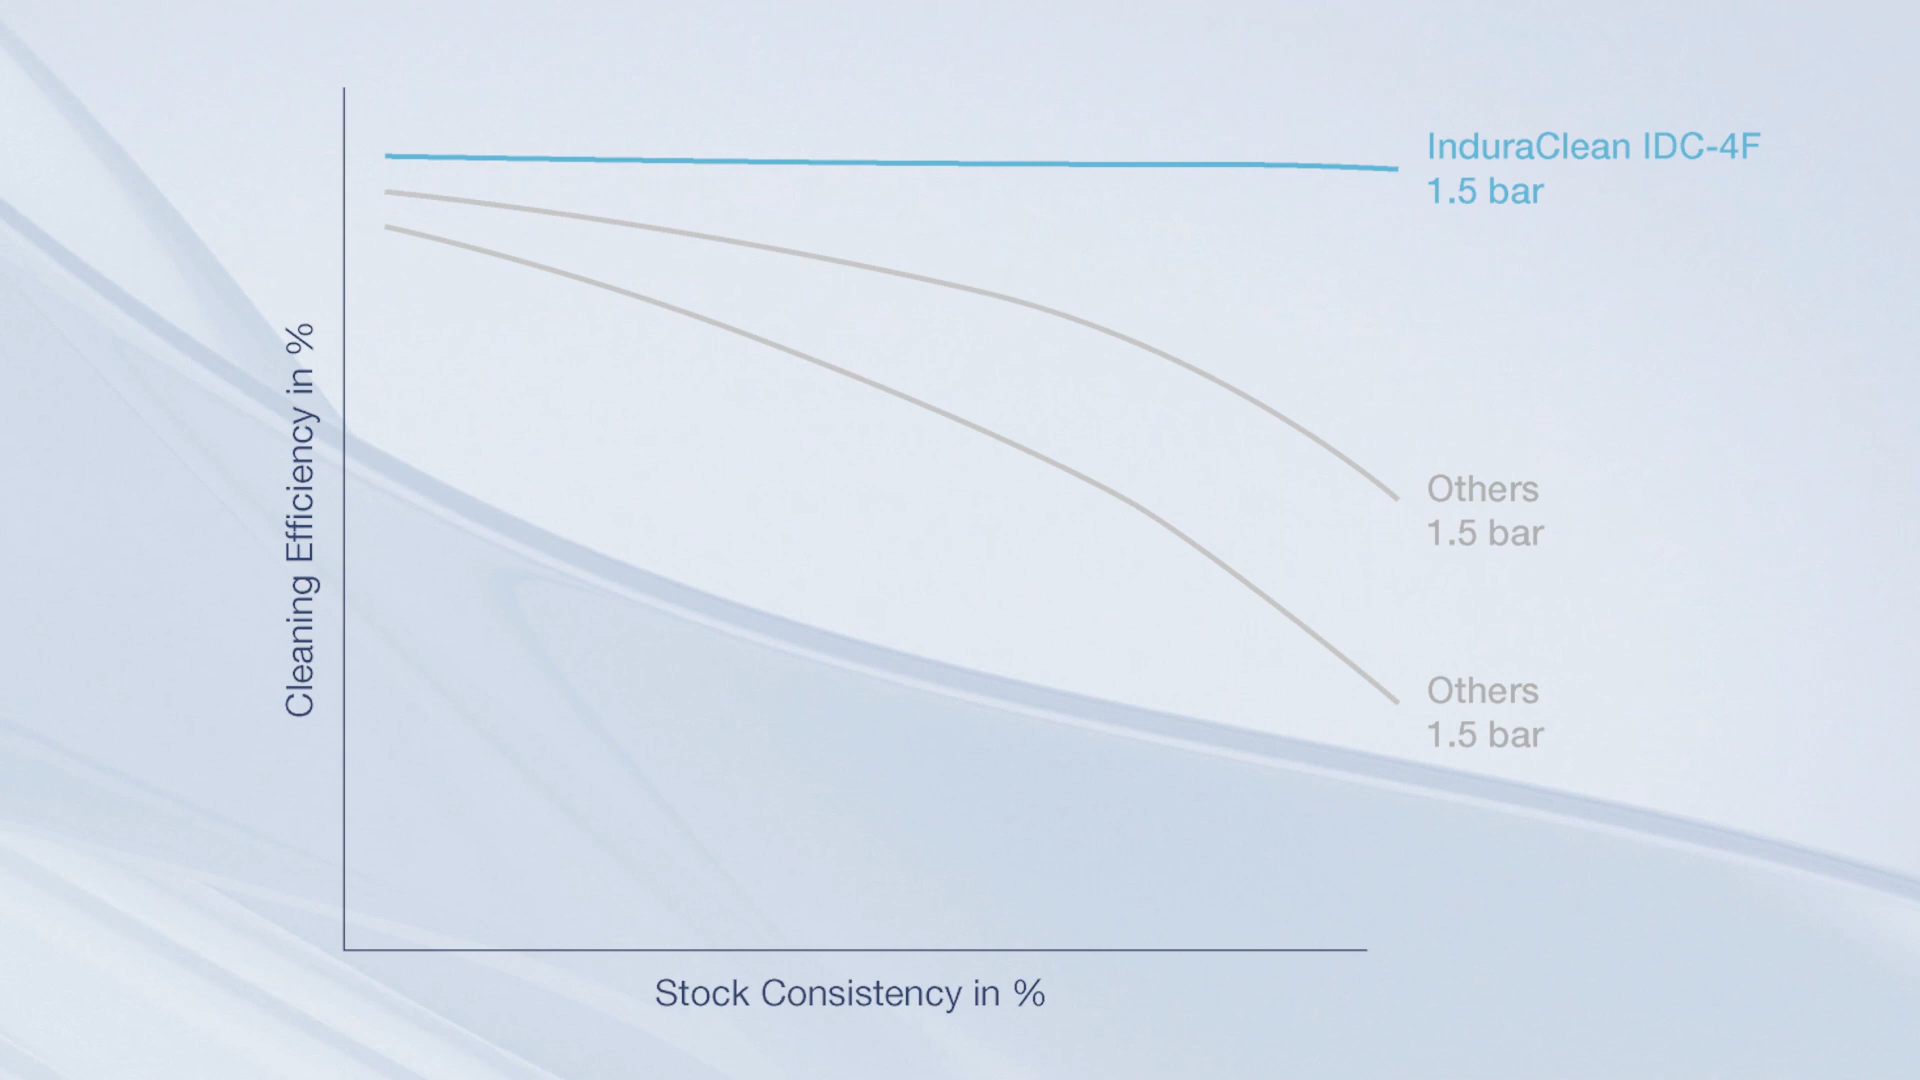 InduraClean IDC-4F
1.5 bar
Cleaning Efficiency in %
Others
1.5 bar
Others
1.5 bar
Stock Consistency in %